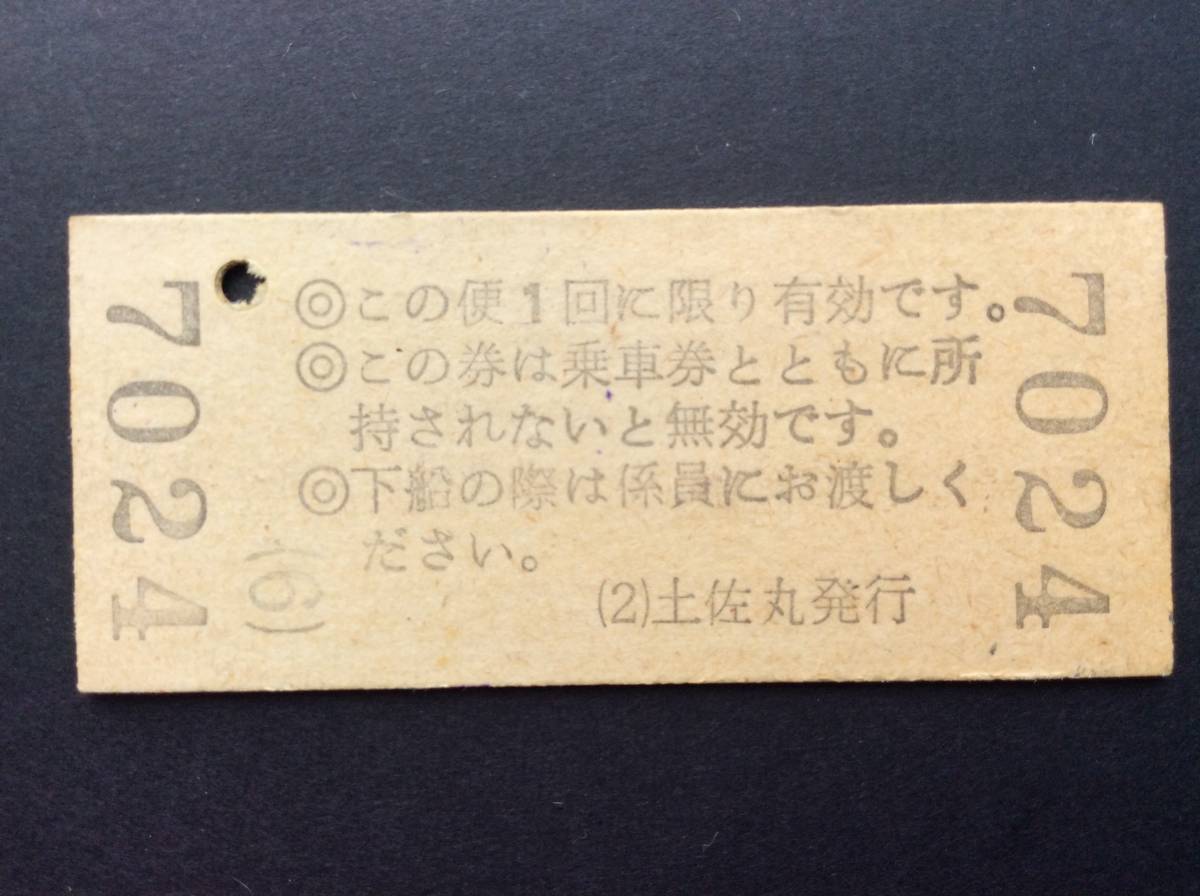 7024
◎この便1回に限り有効です。
◎この券は乗車券とともに所
持されないと無効です。
◎下船の際は係員にお渡しく
ださい。
(2)土佐丸発行
(6)
7024